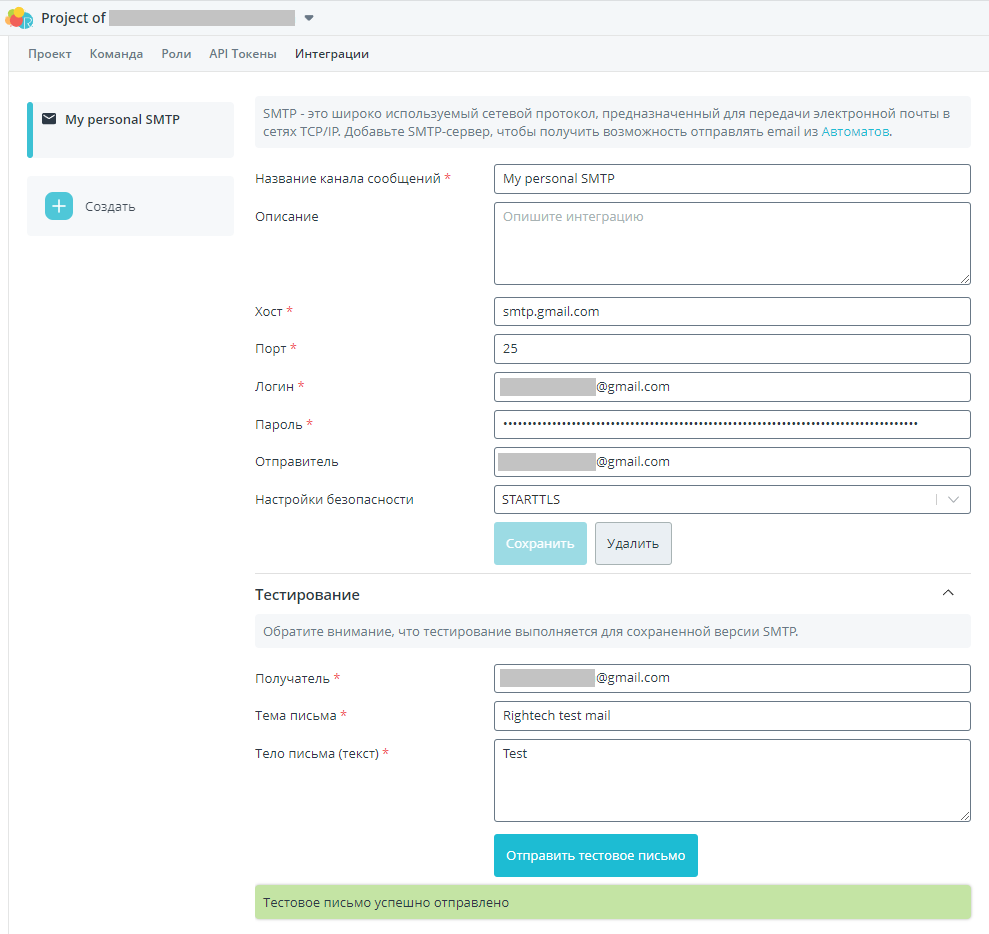 Project of
Проект Команда Роли API Токены Интеграции
My personal SMTP
Создать
SMTP - это широко используемый сетевой протокол, предназначенный для передачи электронной почты в
сетях TCP/IP. Добавьте SMTP-сервер, чтобы получить возможность отправлять email из Автоматов.
Название канала сообщений * My personal SMTP
Описание Опишите интеграцию
Хост * smtp.gmail.com
Порт * 25
Логин * @gmail.com
Пароль *
Отправитель @gmail.com
Настройки безопасности STARTTLS
Сохранить Удалить
Тестирование
Обратите внимание, что тестирование выполняется для сохраненной версии SMTP.
Получатель * @gmail.com
Тема письма * Rightech test mail
Тело письма (текст) * Test
Отправить тестовое письмо
Тестовое письмо успешно отправлено